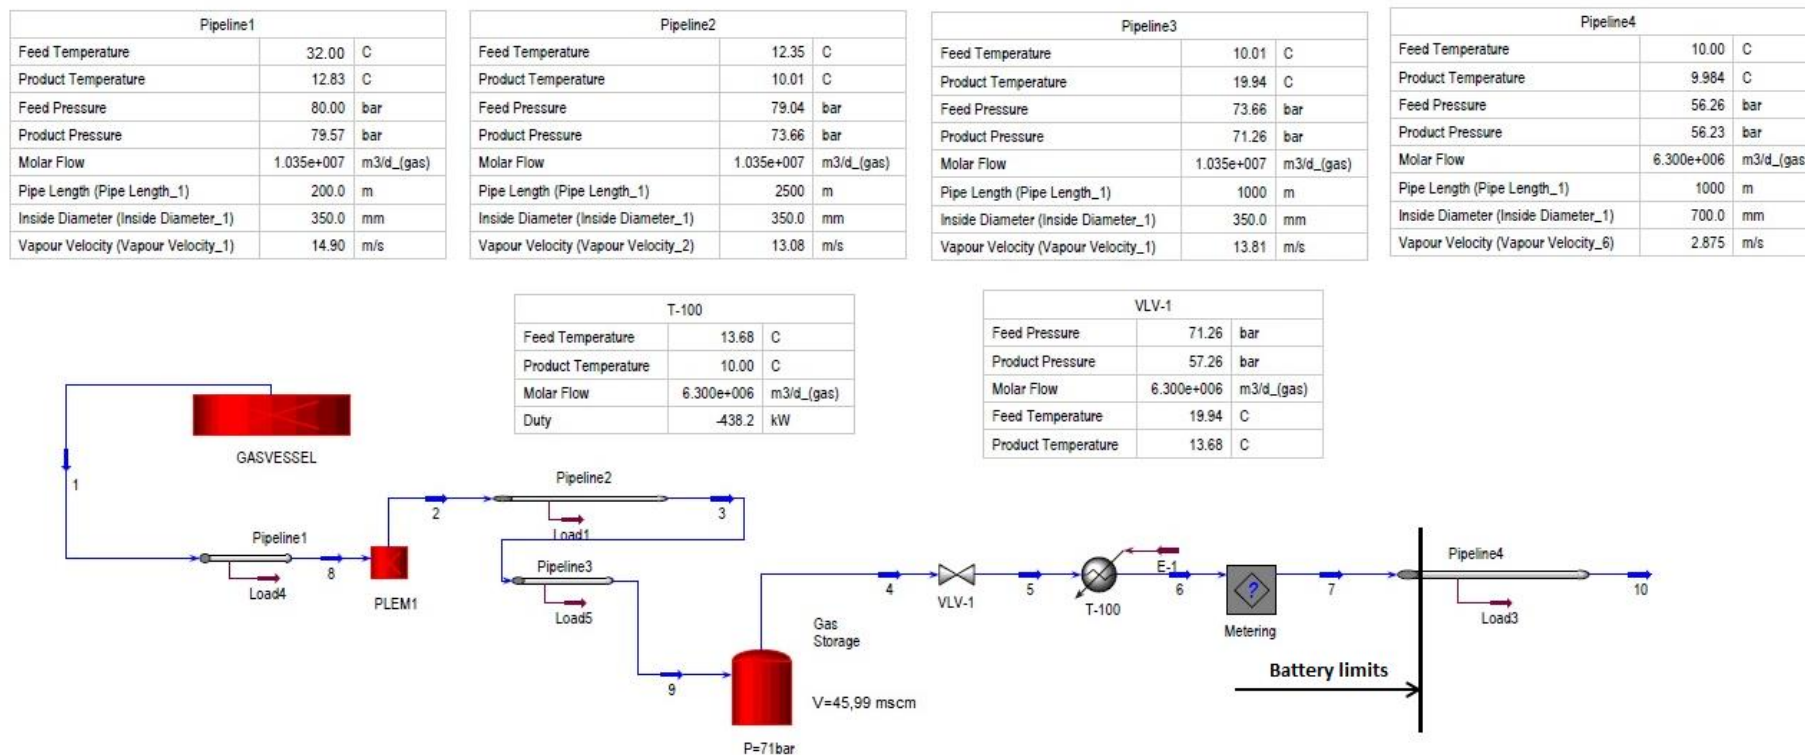 Pipeline1
Feed Temperature 32.00 C
Product Temperature 12.83 C
Feed Pressure 80.00 bar
Product Pressure 79.57 bar
Molar Flow 1.035e+007 m3/d_(gas)
Pipe Length (Pipe Length_1) 200.0 m
Inside Diameter (Inside Diameter_1) 350.0 mm
Vapour Velocity (Vapour Velocity_1) 14.90 m/s
Pipeline2
Feed Temperature 12.35 C
Product Temperature 10.01 C
Feed Pressure 79.04 bar
Product Pressure 73.66 bar
Molar Flow 1.035e+007 m3/d_(gas)
Pipe Length (Pipe Length_1) 2500 m
Inside Diameter (Inside Diameter_1) 350.0 mm
Vapour Velocity (Vapour Velocity_2) 13.08 m/s
Pipeline3
Feed Temperature 10.01 C
Product Temperature 19.94 C
Feed Pressure 73.66 bar
Product Pressure 71.26 bar
Molar Flow 1.035e+007 m3/d_(gas)
Pipe Length (Pipe Length_1) 1000 m
Inside Diameter (Inside Diameter_1) 350.0 mm
Vapour Velocity (Vapour Velocity_1) 13.81 m/s
Pipeline4
Feed Temperature 10.00 C
Product Temperature 9.984 C
Feed Pressure 56.26 bar
Product Pressure 56.23 bar
Molar Flow 6.300e+006 m3/d_(gas
Pipe Length (Pipe Length_1) 1000 m
Inside Diameter (Inside Diameter_1) 700.0 mm
Vapour Velocity (Vapour Velocity_6) 2.875 m/s
T-100
Feed Temperature 13.68 C
Product Temperature 10.00 C
Molar Flow 6.300e+006 m3/d_(gas)
Duty -438.2 kW
VLV-1
Feed Pressure 71.26 bar
Product Pressure 57.26 bar
Molar Flow 6.300e+006 m3/d_(gas)
Feed Temperature 19.94 C
Product Temperature 13.68 C
GASVESSEL
1
Pipeline1
Load4
8
PLEM1
2
Pipeline2
Load1
3
Pipeline3
Load5
9
Gas
Storage
V=45,99 mscm
P=71bar
4
VLV-1
5
E-1
T-100
6
?
Metering
7
Battery limits
Pipeline4
Load3
10